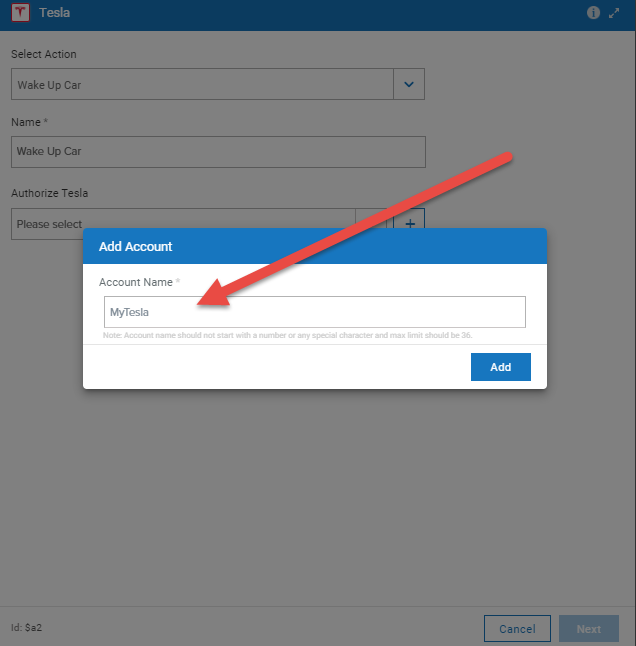 Tesla
Select Action
Wake Up Car
Name *
Wake Up Car
Authorize Tesla
Please select
+
Add Account
Account Name *
MyTesla
Note: Account name should not start with a number or any special character and max limit should be 36.
Add
Id: $a2
Cancel
Next